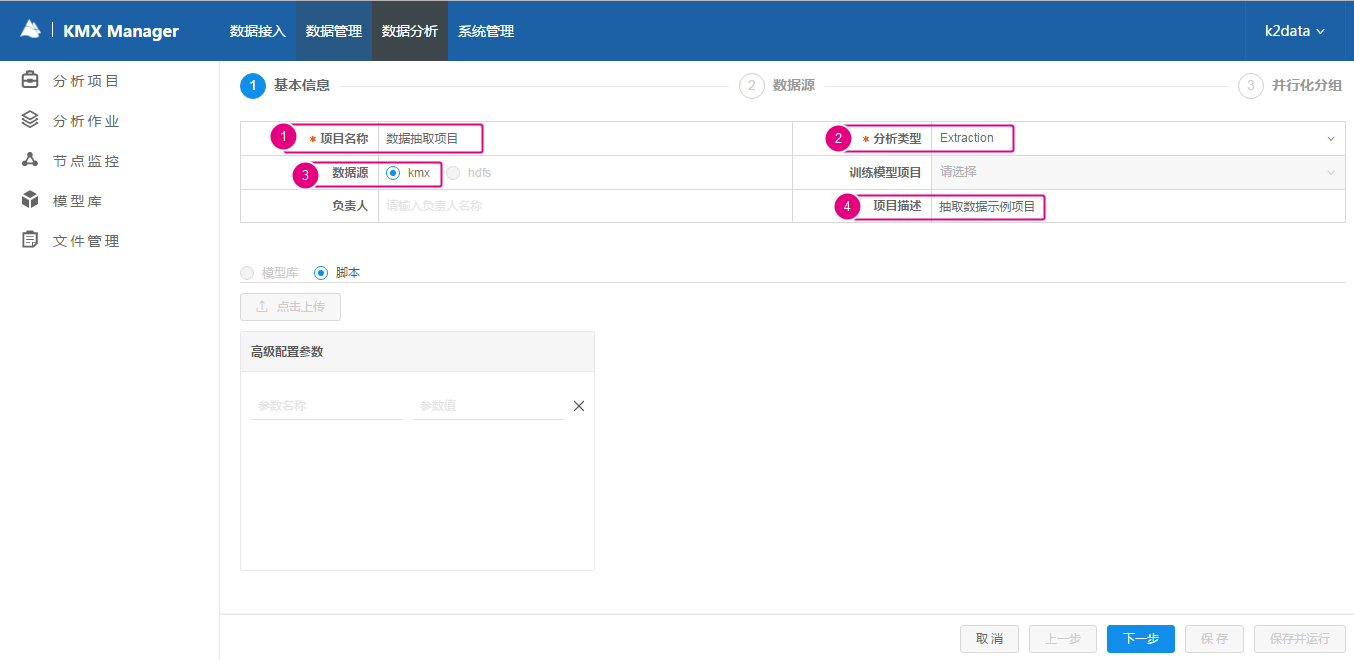 KMX Manager 数据接入 数据管理 数据分析 系统管理 k2data
分析项目
分析作业
节点监控
模型库
文件管理
1 基本信息 2 数据源 3 并行化分组
1 * 项目名称 数据抽取项目 2 * 分析类型 Extraction
3 数据源 kmx hdfs 训练模型项目 请选择
负责人 请输入负责人名称 4 项目描述 抽取数据示例项目
模型库 脚本
点击上传
高级配置参数
参数名称 参数值
取消 上一步 下一步 保存 保存并运行